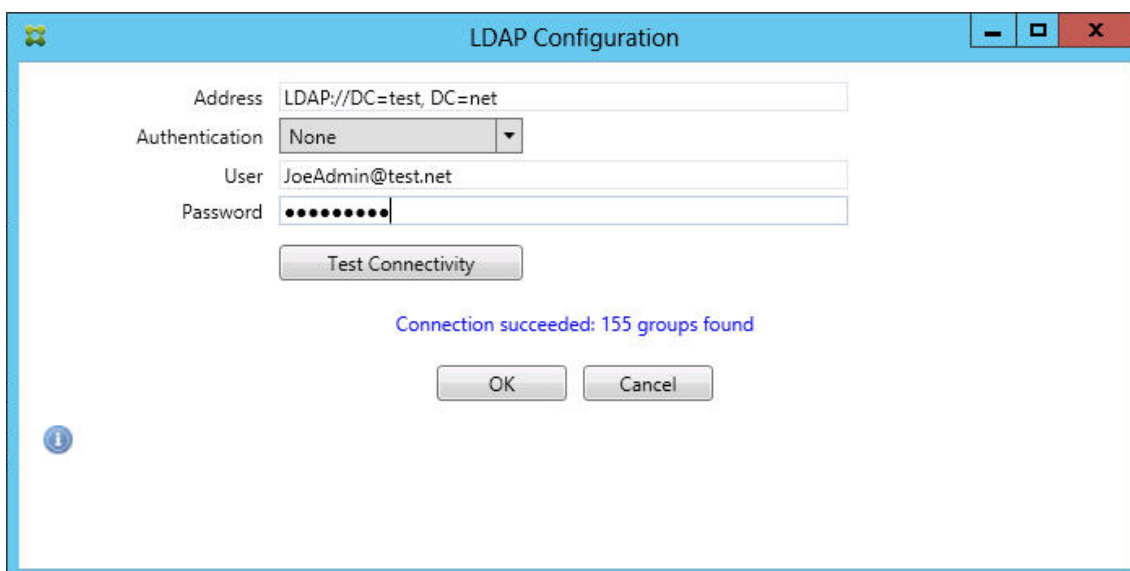 LDAP Configuration
Address LDAP://DC=test, DC=net
Authentication None
User JoeAdmin@test.net
Password •••••••••
Test Connectivity
Connection succeeded: 155 groups found
OK Cancel